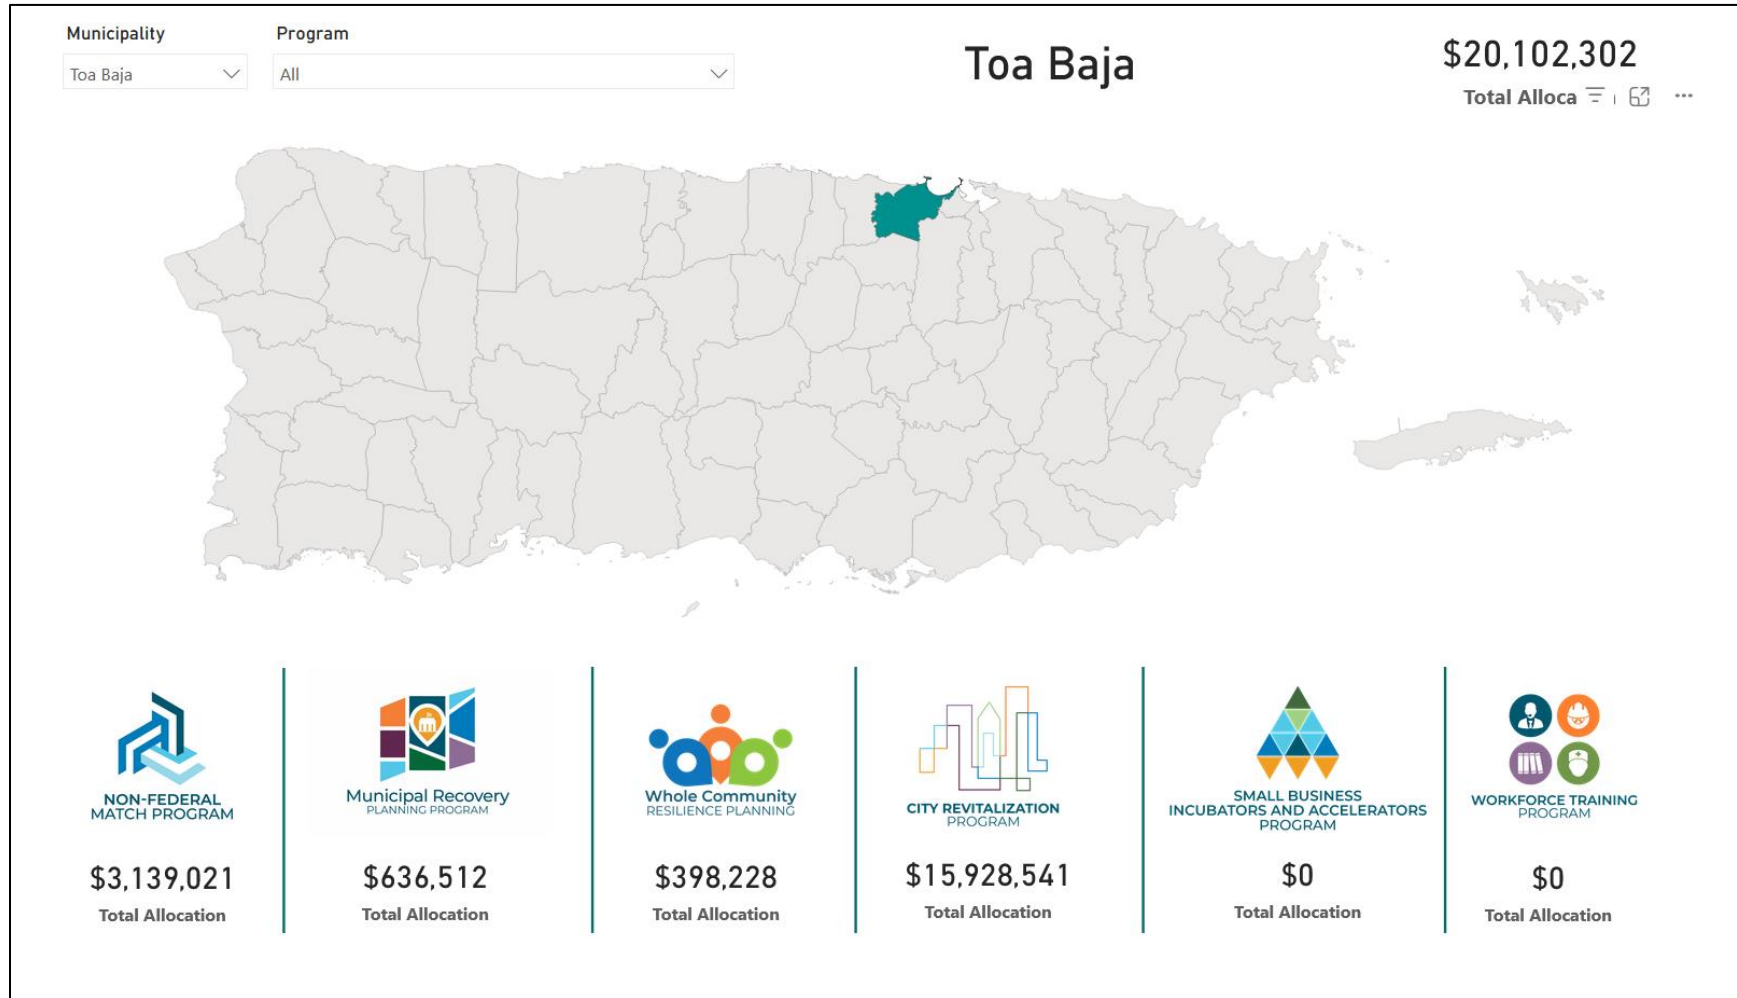 Municipality
Program
Toa Baja
All
Toa Baja
$20,102,302
Total Alloca
NON-FEDERAL
MATCH PROGRAM
$3,139,021
Total Allocation
Municipal Recovery
PLANNING PROGRAM
$636,512
Total Allocation
Whole Community
RESILIENCE PLANNING
$398,228
Total Allocation
CITY REVITALIZATION
PROGRAM
$15,928,541
Total Allocation
SMALL BUSINESS
INCUBATORS AND ACCELERATORS
PROGRAM
$0
Total Allocation
WORKFORCE TRAINING
PROGRAM
$0
Total Allocation